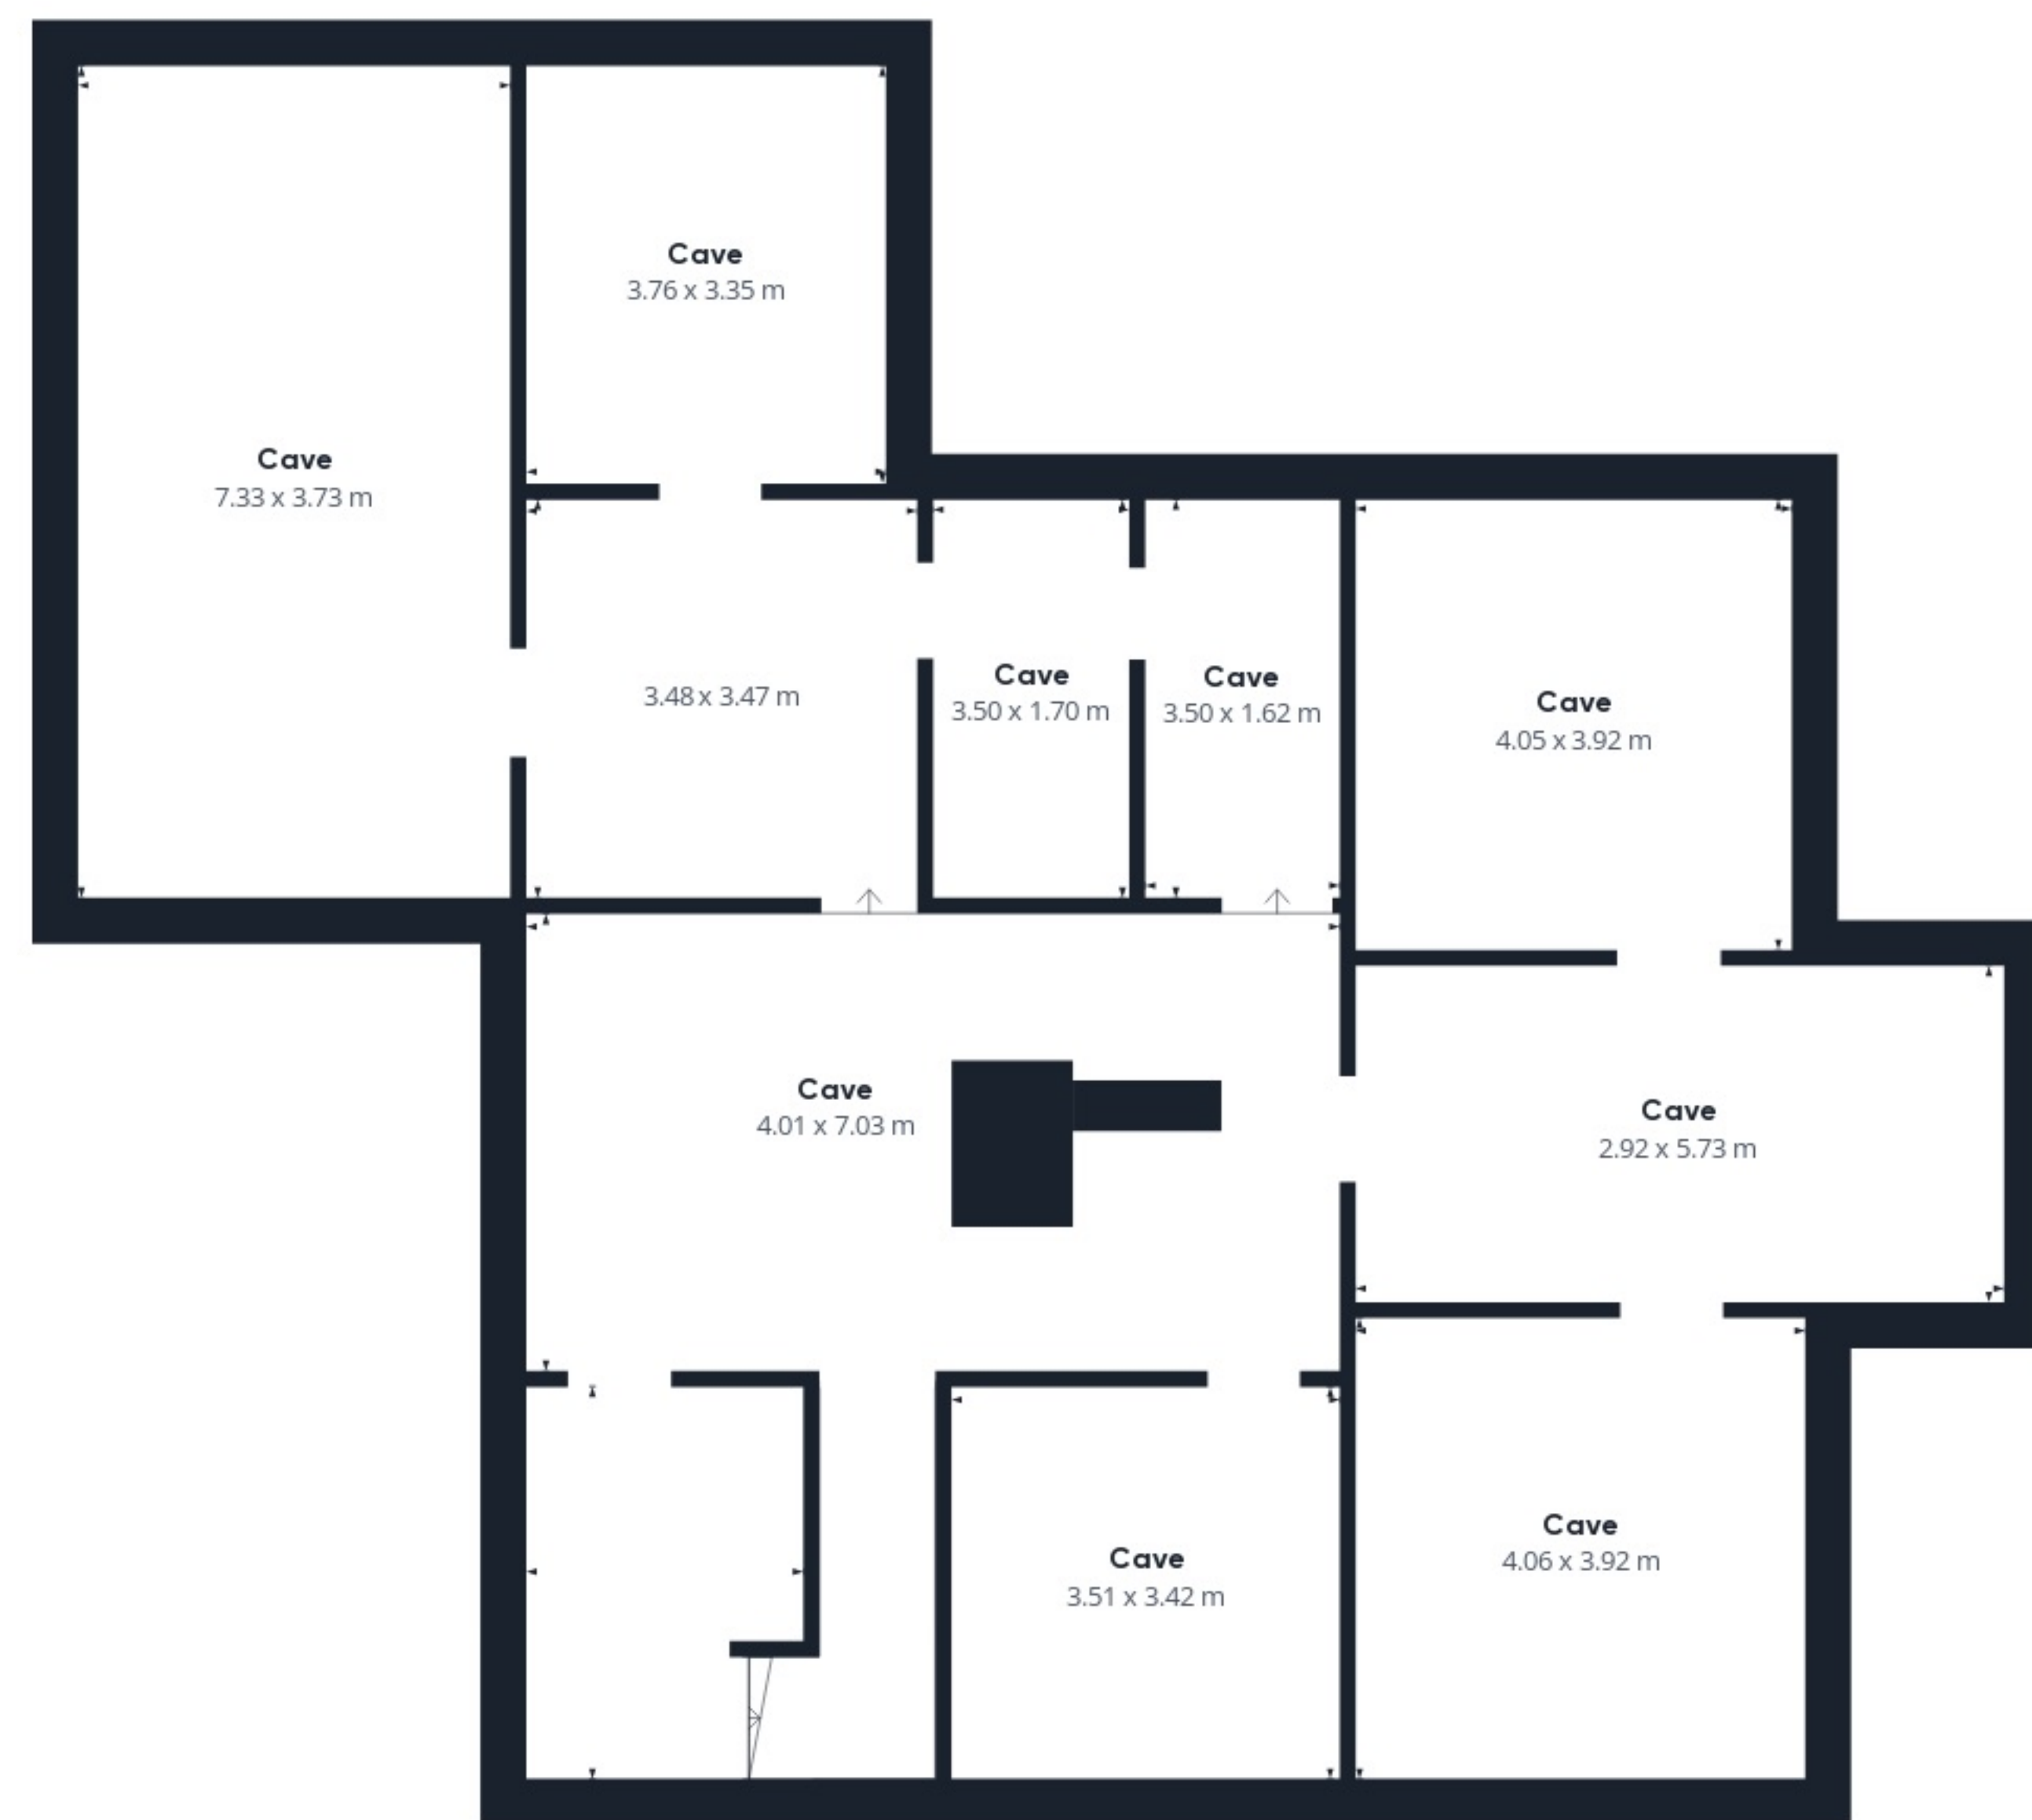 Cave
3.76 x 3.35 m
Cave
7.33 x 3.73 m
3.48 x 3.47 m
Cave
3.50 x 1.70 m
Cave
3.50 x 1.62 m
Cave
4.05 x 3.92 m
Cave
4.01 x 7.03 m
Cave
2.92 x 5.73 m
Cave
3.51 x 3.42 m
Cave
4.06 x 3.92 m